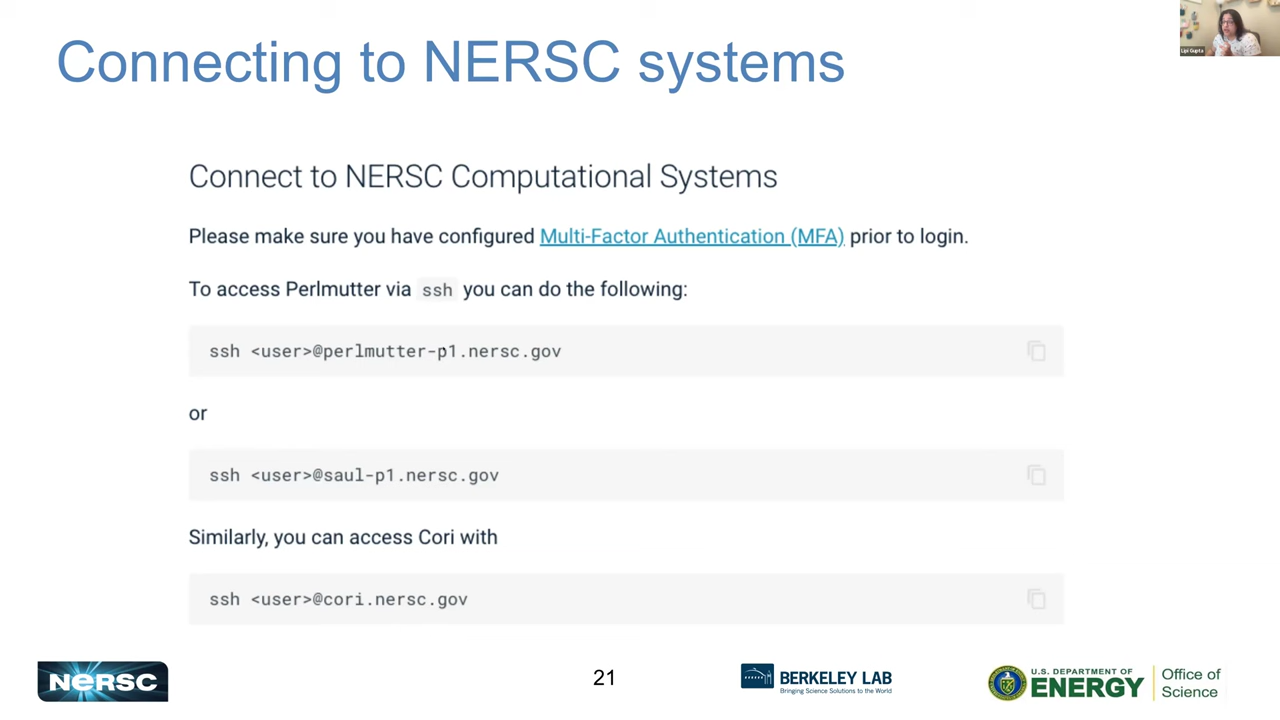 Connecting to NERSC systems
Lipi Gupta
Connect to NERSC Computational Systems
Please make sure you have configured Multi-Factor Authentication (MFA) prior to login.
To access Perlmutter via ssh you can do the following:
ssh <user>@perlmutter-p1.nersc.gov
or
ssh <user>@saul-p1.nersc.gov
Similarly, you can access Cori with
ssh <user>@cori.nersc.gov
NERSC
21
BERKELEY LAB
Bringing Science Solutions to the World
U.S. DEPARTMENT OF
ENERGY
Office of
Science